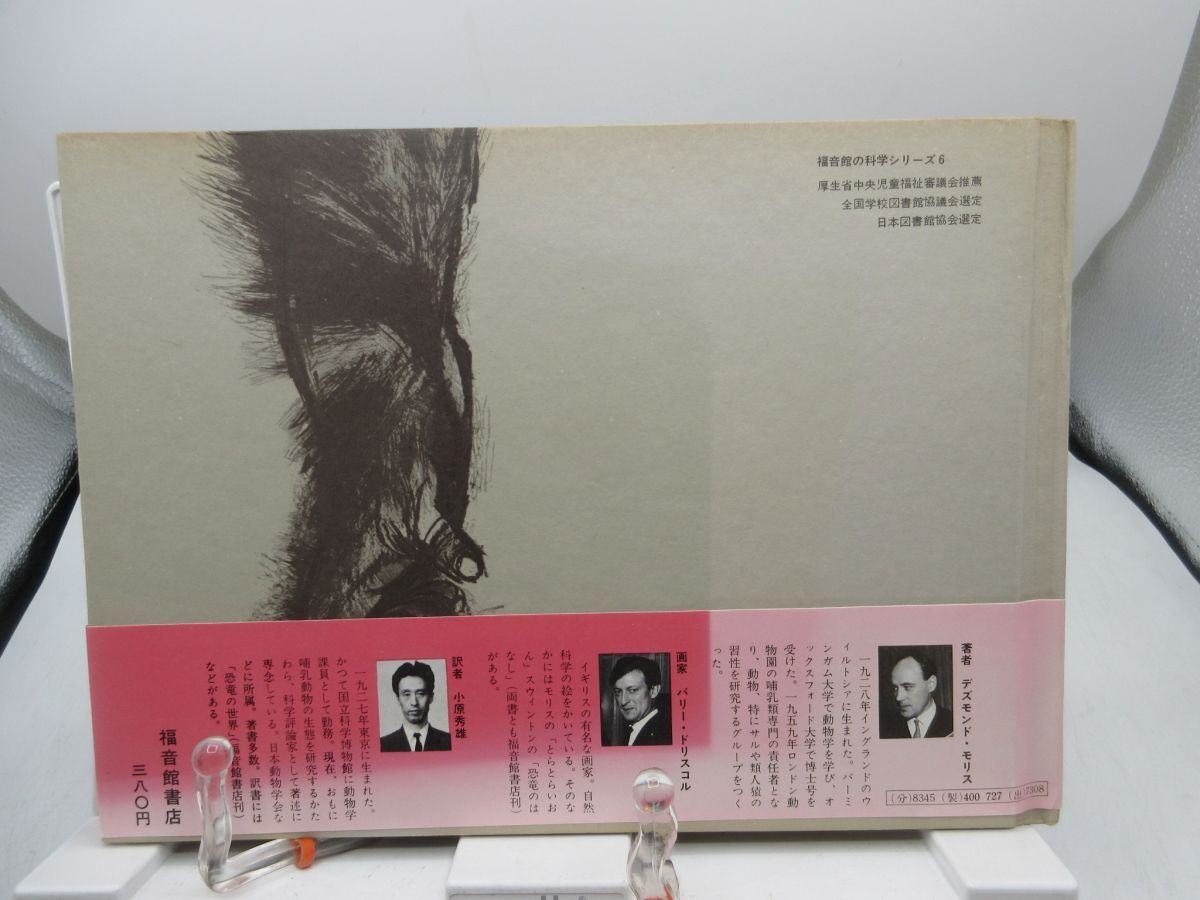 福音館の科学シリーズ6
厚生省中央児童福祉審議会推薦
全国学校図書館協議会選定
日本図書館協会選定
著者 デズモンド・モリス
一九二八年イングランドのウ
ィルトシァに生まれた。バーミ
ンガム大学で動物学を学び、オ
ックスフォード大学で博士号を
受けた。一九五九年ロンドン動
物園の哺乳類専門の責任者とな
り、動物、特にサルや類人猿の
習性を研究するグループをつく
った。
画家 バリー・ドリスコル
イギリスの有名な画家。自然
科学の絵をかいている。そのな
かにはモリスの「とらとらいお
ん」スウィントンの「恐竜のは
なし」(両書とも福音館書店刊)
がある。
訳者 小原秀雄
一九二七年東京に生まれた。
かつて国立科学博物館に動物学
課員として勤務。現在、おもに
哺乳動物の生態を研究するかた
わら、科学評論家として著述に
専念している。日本動物学会な
どに所属。著書多数。訳書には
「恐竜の世界」(福音館書店刊)
などがある。
福音館書店
三八〇円
(分)8345 (製)400 727 (出)7308